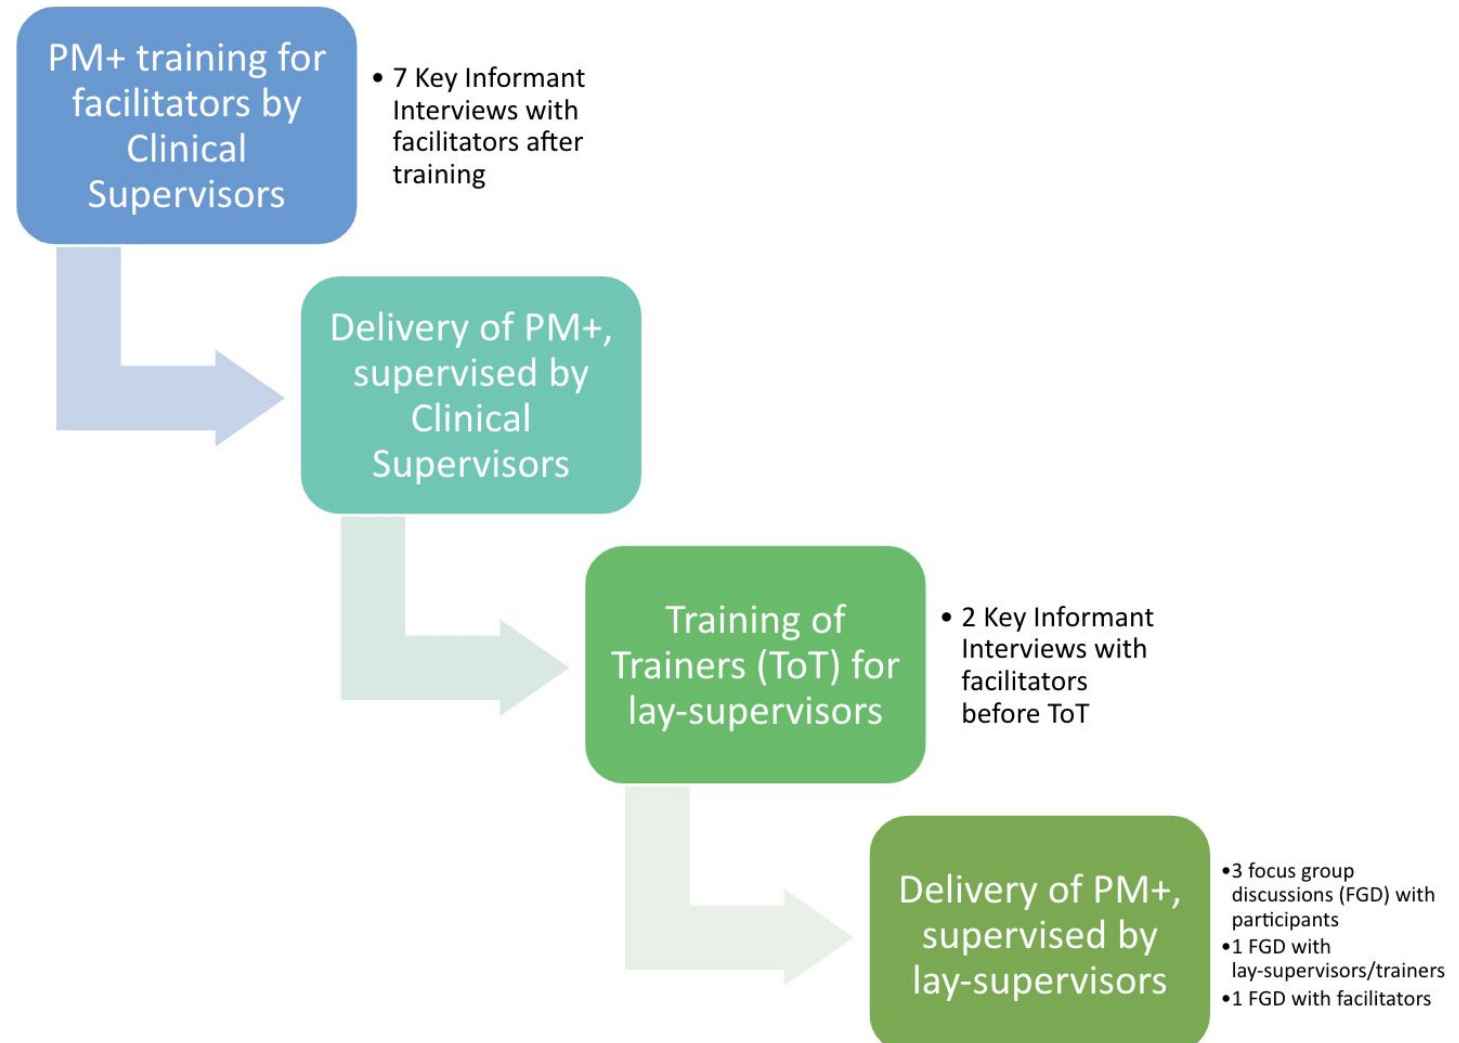 PM+ training for
facilitators by
Clinical
Supervisors
• 7 Key Informant
Interviews with
facilitators after
training
Delivery of PM+,
supervised by
Clinical
Supervisors
Training of
Trainers (ToT) for
lay-supervisors
• 2 Key Informant
Interviews with
facilitators
before ToT
Delivery of PM+,
supervised by
lay-supervisors
•3 focus group
discussions (FGD) with
participants
•1 FGD with
lay-supervisors/trainers
•1 FGD with facilitators